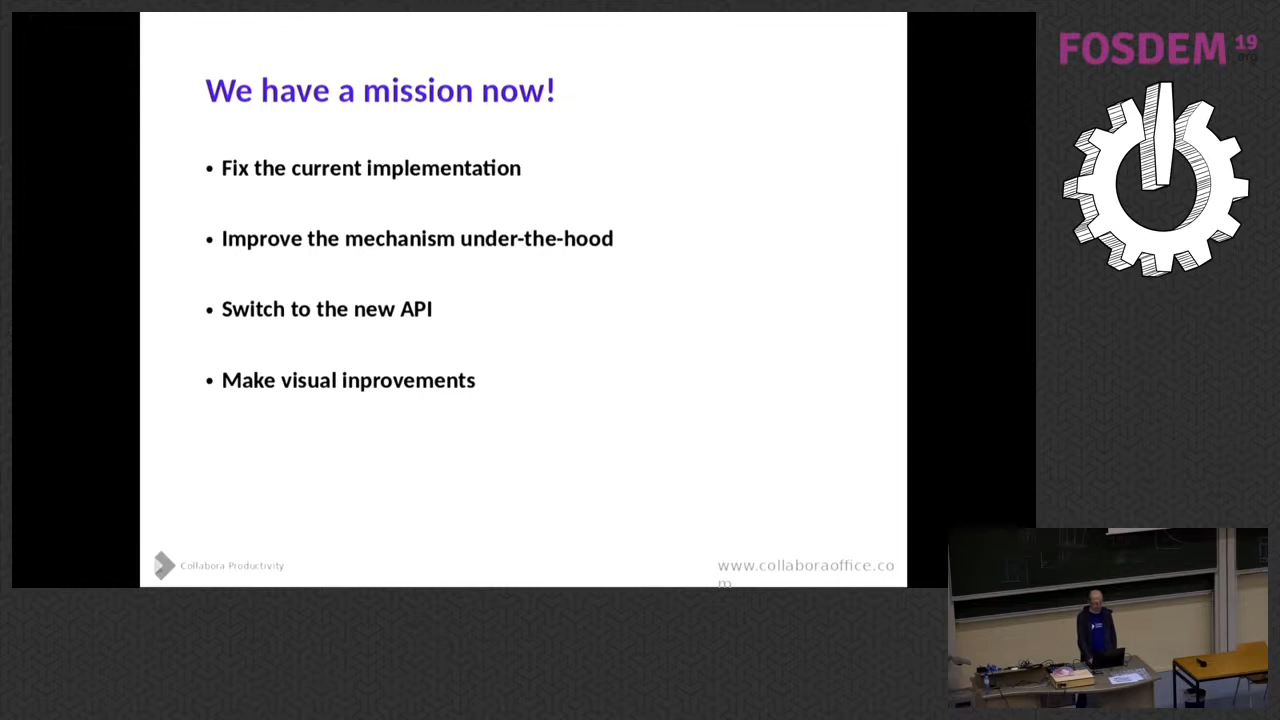 We have a mission now!
• Fix the current implementation
• Improve the mechanism under-the-hood
• Switch to the new API
• Make visual inprovements
Collabora Productivity
www.collaboraoffice.co
m
FOSDEM 19
.org